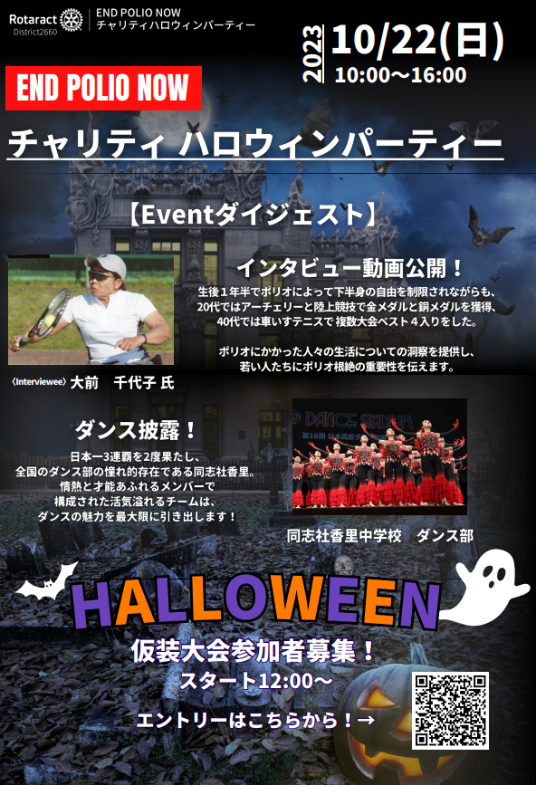 Rotaract
District2660
END POLIO NOW
チャリティハロウィンパーティー
2023
10/22(日)
10:00〜16:00
END POLIO NOW
チャリティ ハロウィンパーティー
【Eventダイジェスト】
インタビュー動画公開！
生後１年半でポリオによって下半身の自由を制限されながらも、
20代ではアーチェリーと陸上競技で金メダルと銅メダルを獲得、
40代では車いすテニスで 複数大会ベスト４入りをした。
ポリオにかかった人々の生活についての洞察を提供し、
若い人たちにポリオ根絶の重要性を伝えます。
〈Interviewee〉大前　千代子 氏
ダンス披露！
日本一3連覇を2度果たし、
全国のダンス部の憧れ的存在である同志社香里。
情熱と才能あふれるメンバーで
構成された活気溢れるチームは、
ダンスの魅力を最大限に引き出します！
DANCE STADIUM
同志社香里中学校　ダンス部
HALLOWEEN
仮装大会参加者募集！
スタート12:00〜
エントリーはこちらから！→